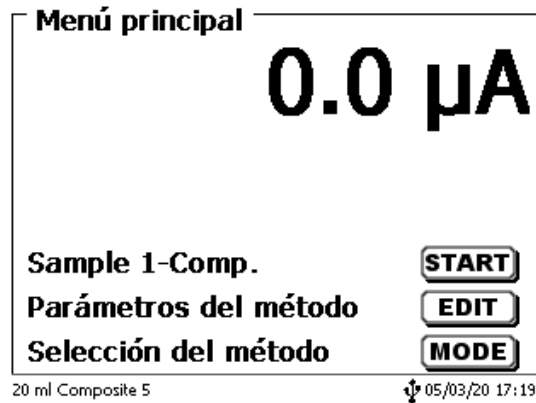 Menú principal
0.0 µA
Sample 1-Comp. START
Parámetros del método EDIT
Selección del método MODE
20 ml Composite 5 05/03/20 17:19